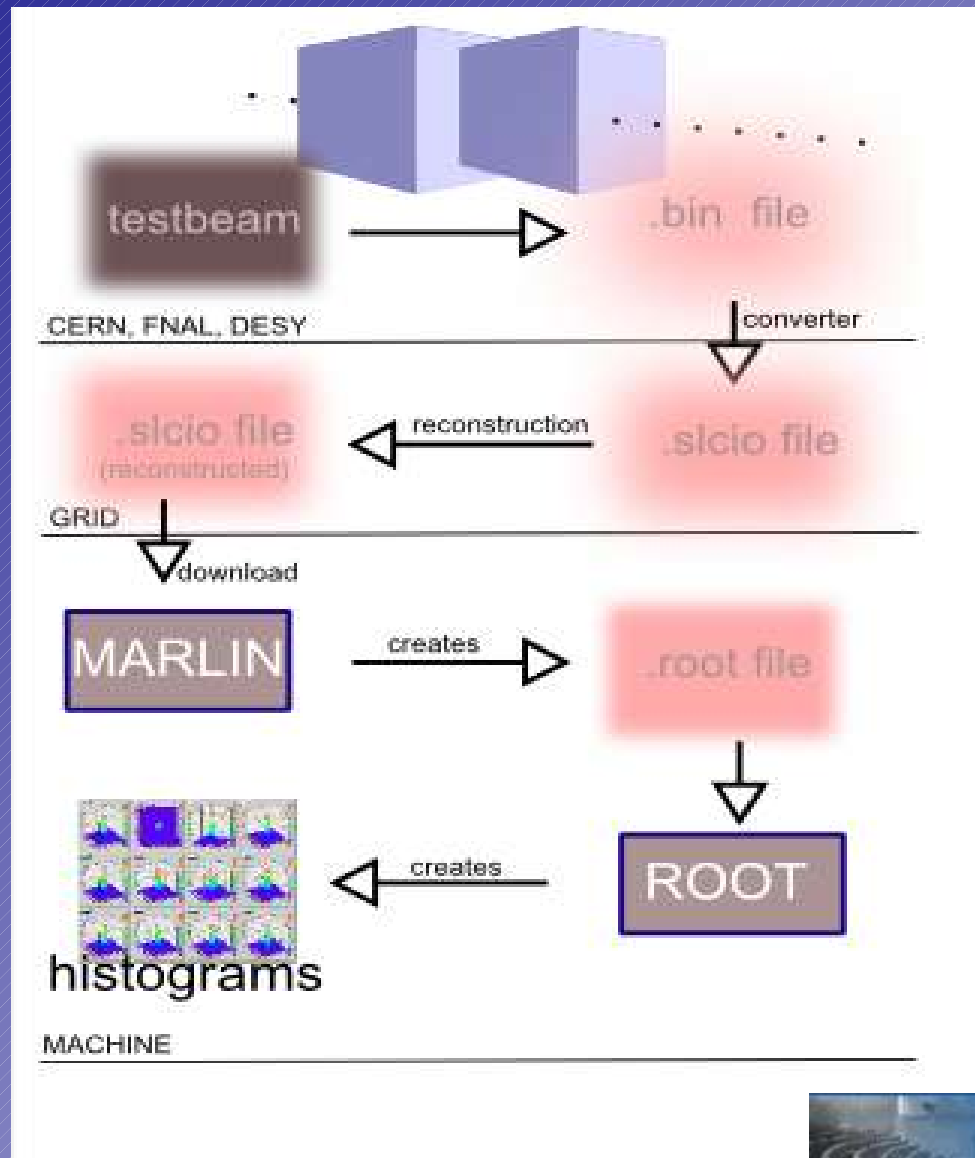 testbeam
.bin file
CERN, FNAL, DESY
converter
.slcio file
(reconstructed)
reconstruction
.slcio file
GRID
download
MARLIN
creates
.root file
creates
ROOT
histograms
MACHINE